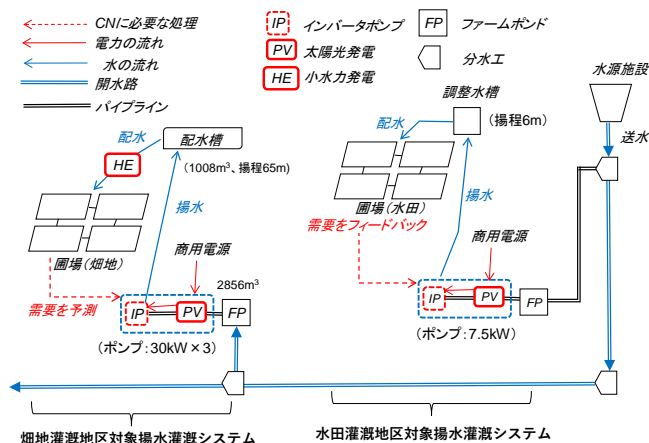 CNに必要な処理
電力の流れ
水の流れ
開水路
パイプライン
IP
インバータポンプ
PV
太陽光発電
HE
小水力発電
FP
ファームポンド
分水工
水源施設
送水
調整水槽
(揚程6m)
配水
圃場(水田)
需要をフィードバック
揚水
商用電源
IP
PV
FP
(ポンプ:7.5kW)
配水
配水槽
(1008m³、揚程65m)
HE
揚水
圃場(畑地)
商用電源
需要を予測
2856m³
IP
PV
FP
(ポンプ:30kW×3)
畑地灌漑地区対象揚水灌漑システム
水田灌漑地区対象揚水灌漑システム